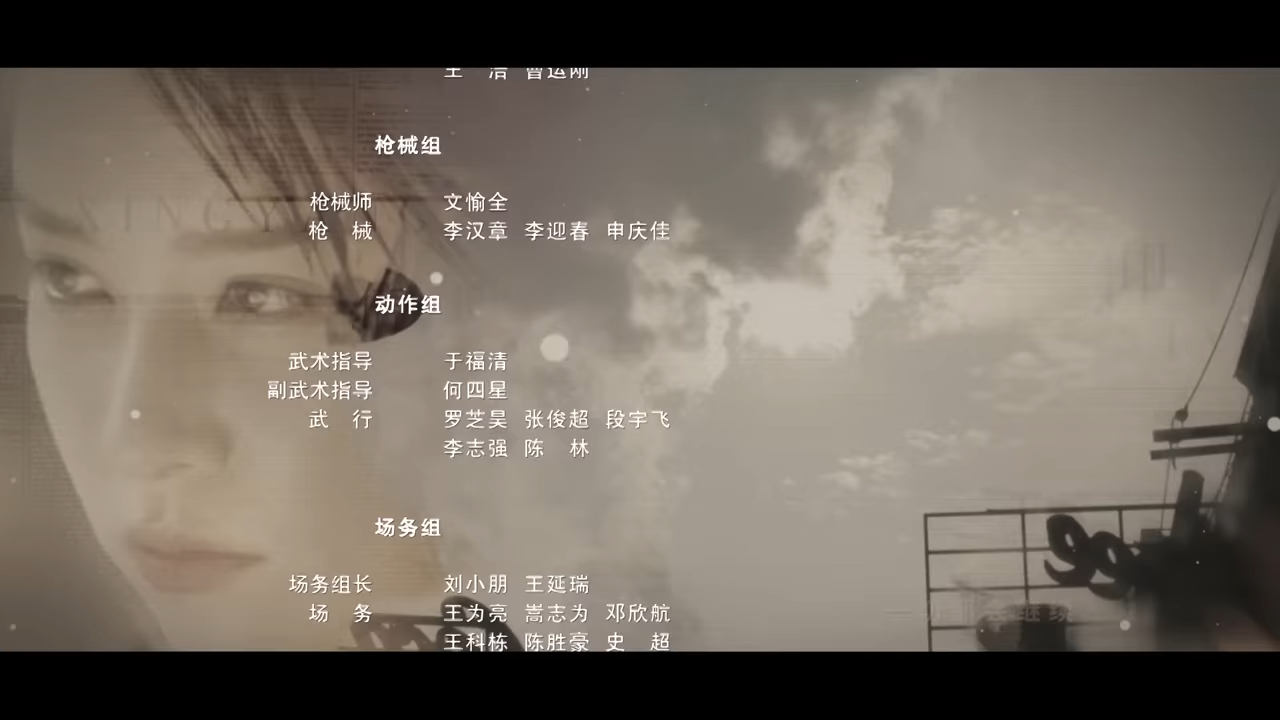 枪械组
枪械师 文愉全
枪 械 李汉章 李迎春 申庆佳
动作组
武术指导 于福清
副武术指导 何四星
武 行 罗芝昊 张俊超 段宇飞
李志强 陈 林
场务组
场务组长 刘小朋 王延瑞
场 务 王为亮 嵩志为 邓欣航
王科栋 陈胜豪 史 超